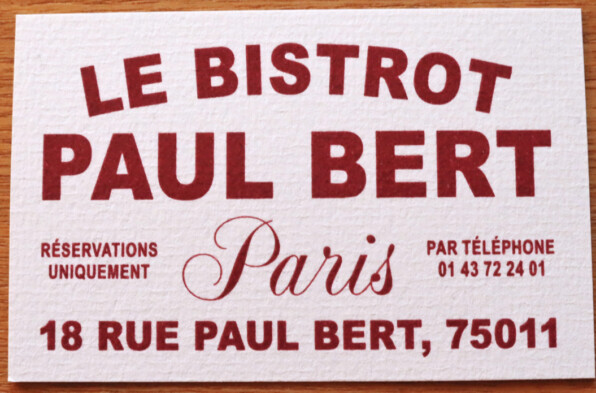 LE BISTROT
PAUL BERT
RÉSERVATIONS
UNIQUEMENT
Paris
PAR TÉLÉPHONE
01 43 72 24 01
18 RUE PAUL BERT, 75011